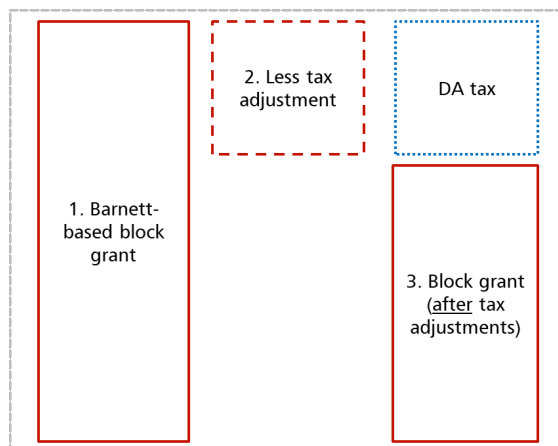 1. Barnett-
based block
grant
2. Less tax
adjustment
DA tax
3. Block grant
(after tax
adjustments)